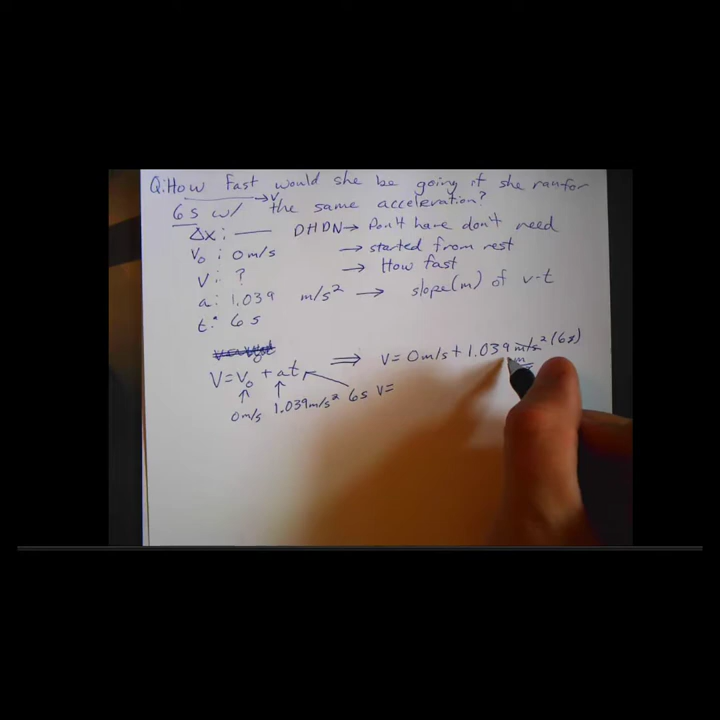 Q: How Fast would she be going if she ran for
→ v
6 s w/ the same acceleration?
Δx: — DHDN → Don't have don't need
V₀: 0 m/s → started from rest
V: ? → How fast
a: 1.039 m/s² → slope(m) of v-t
t: 6 s
V = V₀ + at ⇒ V = 0 m/s + 1.039 m/s² (6s)
m
0 m/s 1.039 m/s² 6s V =